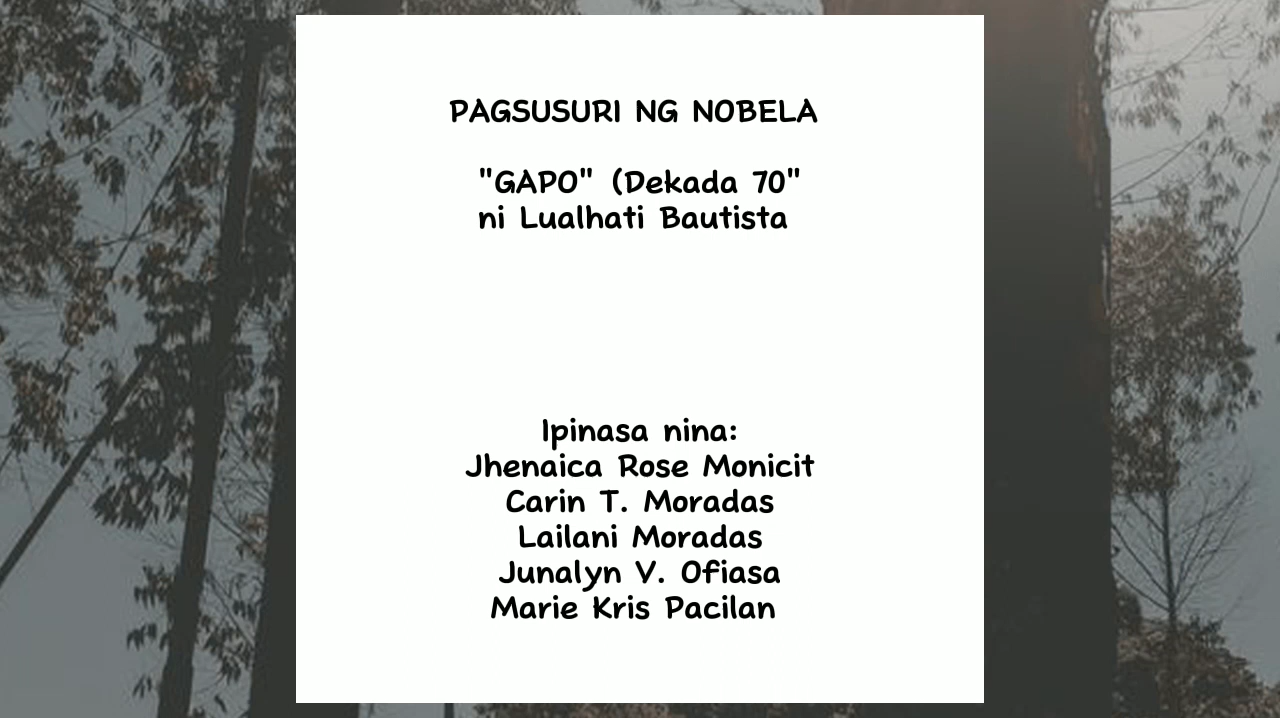 PAGSUSURI NG NOBELA
"GAPO" (Dekada 70"
ni Lualhati Bautista
Ipinasa nina:
Jhenaica Rose Monicit
Carin T. Moradas
Lailani Moradas
Junalyn V. Ofiasa
Marie Kris Pacilan